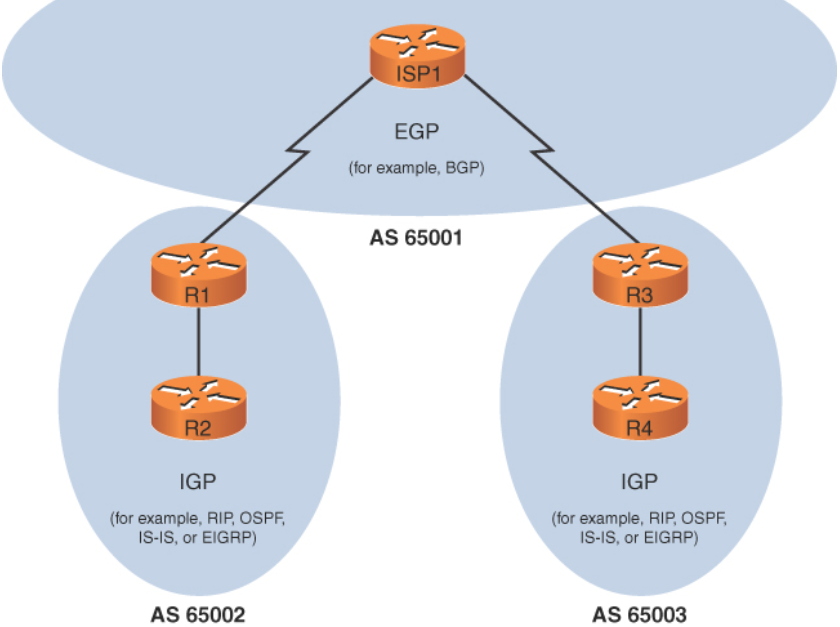 ISP1
EGP
(for example, BGP)
AS 65001
R1
R3
R2
R4
IGP
(for example, RIP, OSPF,
IS-IS, or EIGRP)
IGP
(for example, RIP, OSPF,
IS-IS, or EIGRP)
AS 65002
AS 65003